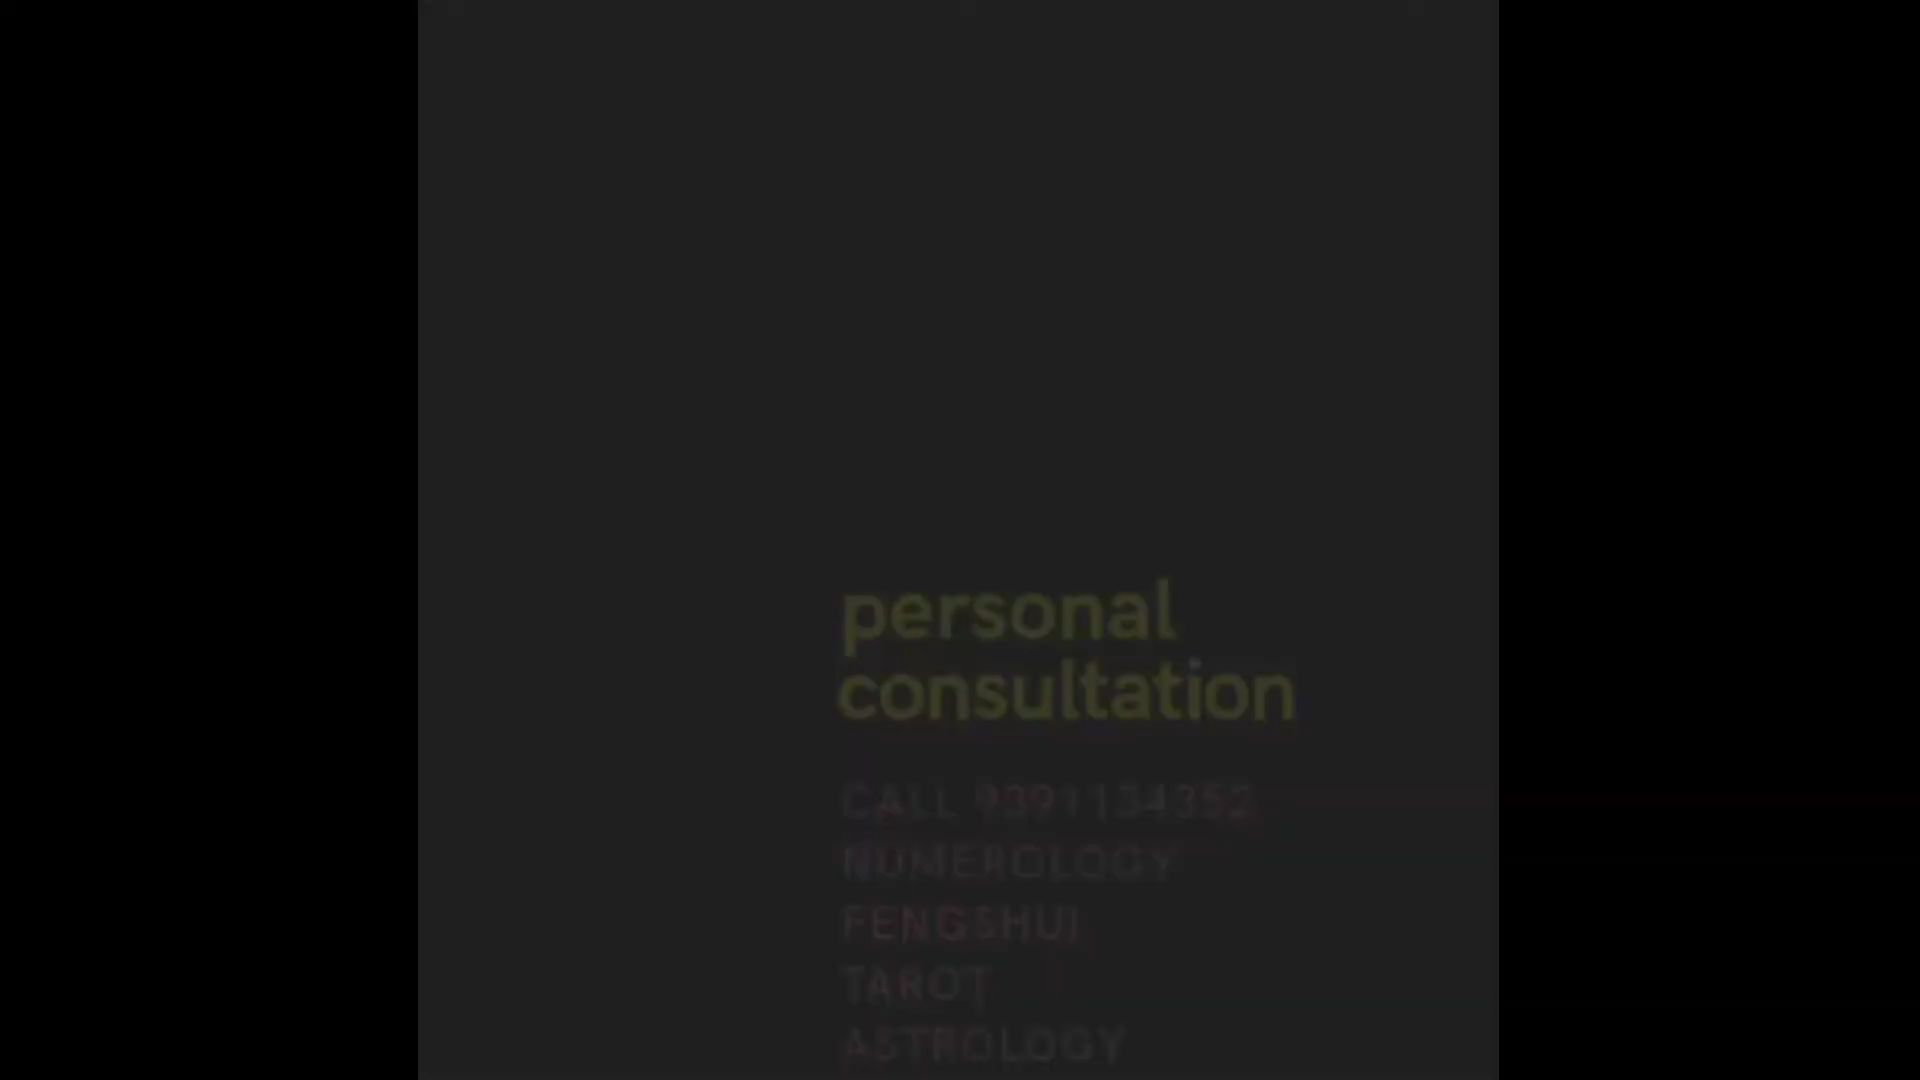 personal
consultation
CALL 9391134352
NUMEROLOGY
FENGSHUI
TAROT
ASTROLOGY